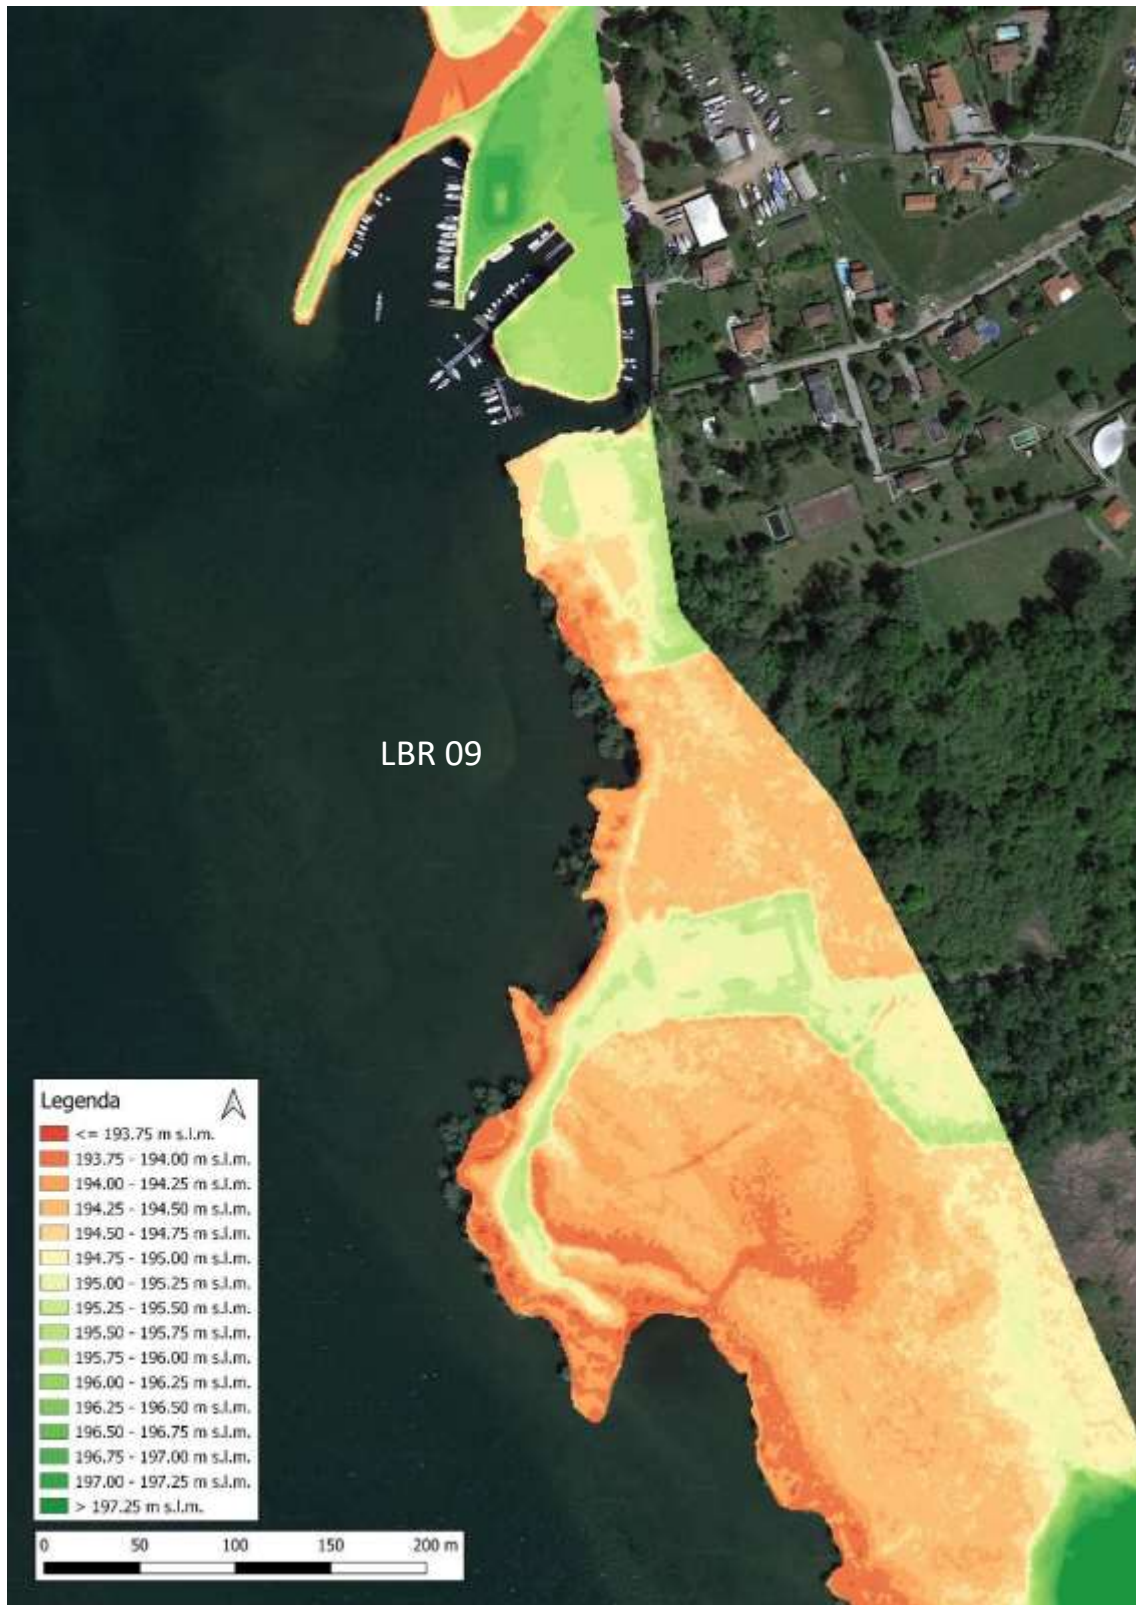 LBR 09
Legenda
<= 193.75 m s.l.m.
193.75 - 194.00 m s.l.m.
194.00 - 194.25 m s.l.m.
194.25 - 194.50 m s.l.m.
194.50 - 194.75 m s.l.m.
194.75 - 195.00 m s.l.m.
195.00 - 195.25 m s.l.m.
195.25 - 195.50 m s.l.m.
195.50 - 195.75 m s.l.m.
195.75 - 196.00 m s.l.m.
196.00 - 196.25 m s.l.m.
196.25 - 196.50 m s.l.m.
196.50 - 196.75 m s.l.m.
196.75 - 197.00 m s.l.m.
197.00 - 197.25 m s.l.m.
> 197.25 m s.l.m.
0 50 100 150 200 m